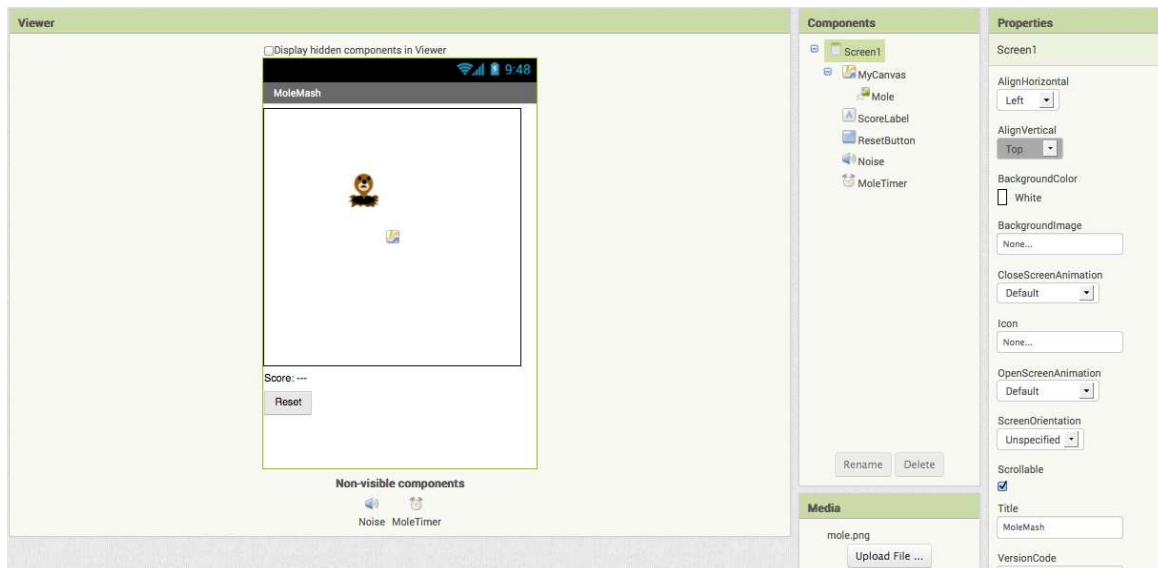 Viewer
Display hidden components in Viewer
9:48
MoleMash
Score: ---
Reset
Non-visible components
Noise MoleTimer
Components
Screen1
MyCanvas
Mole
ScoreLabel
ResetButton
Noise
MoleTimer
Rename Delete
Media
mole.png
Upload File ...
Properties
Screen1
AlignHorizontal
Left
AlignVertical
Top
BackgroundColor
White
BackgroundImage
None...
CloseScreenAnimation
Default
Icon
None...
OpenScreenAnimation
Default
ScreenOrientation
Unspecified
Scrollable
Title
MoleMash
VersionCode